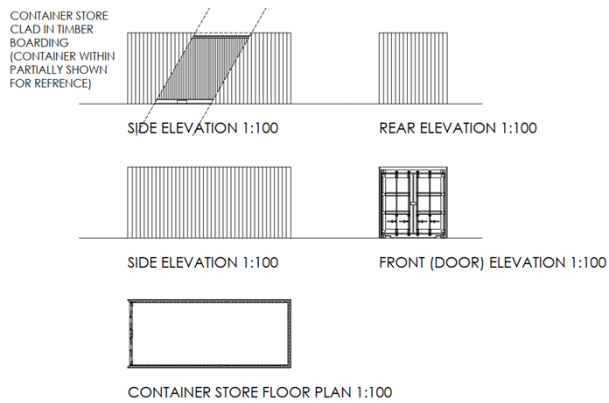 CONTAINER STORE
CLAD IN TIMBER
BOARDING
(CONTAINER WITHIN
PARTIALLY SHOWN
FOR REFRENCE)
SIDE ELEVATION 1:100
REAR ELEVATION 1:100
SIDE ELEVATION 1:100
FRONT (DOOR) ELEVATION 1:100
CONTAINER STORE FLOOR PLAN 1:100